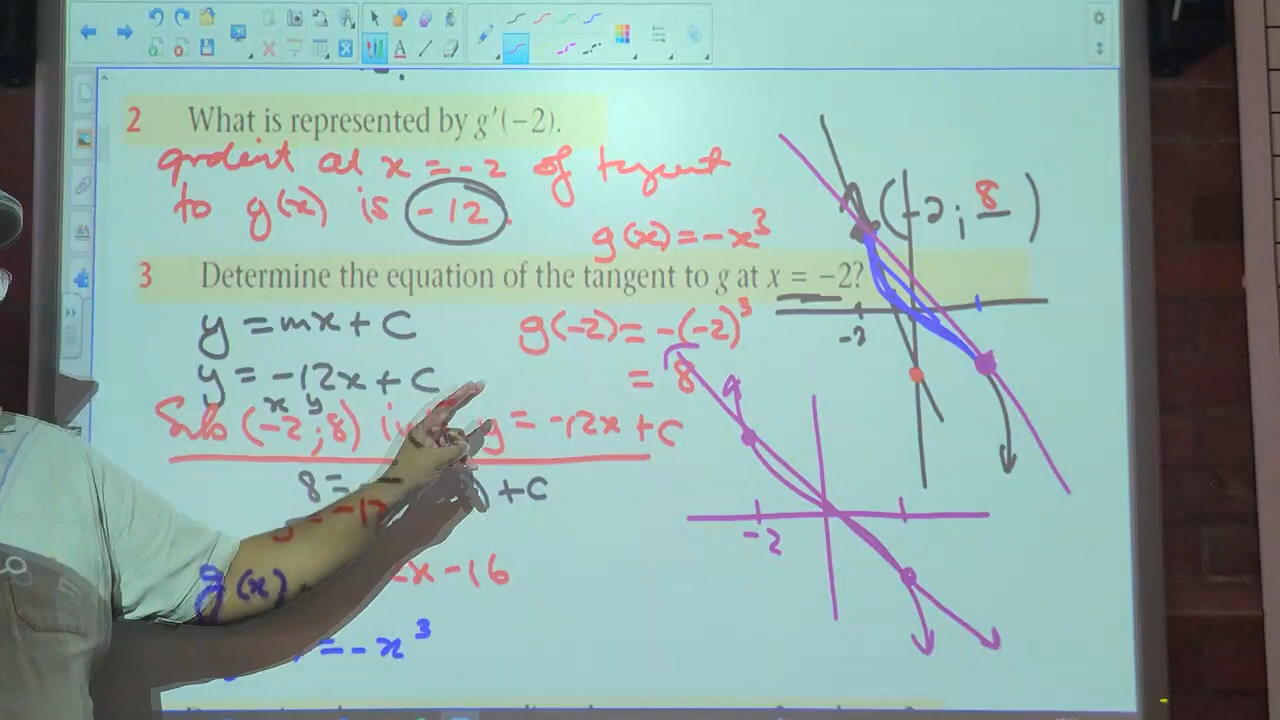 2 What is represented by g'(−2).
gradient at x = -2 of tangent
to g(x) is -12.
g(x) = -x³
(-2 ; 8)
3 Determine the equation of the tangent to g at x = −2?
y = mx + c
g(-2) = -(-2)³
= 8
y = -12x + c
x y
Sub (-2 ; 8) y = -12x + c
8 = + c
-2
-2
x - 16
g(x)
= -x³